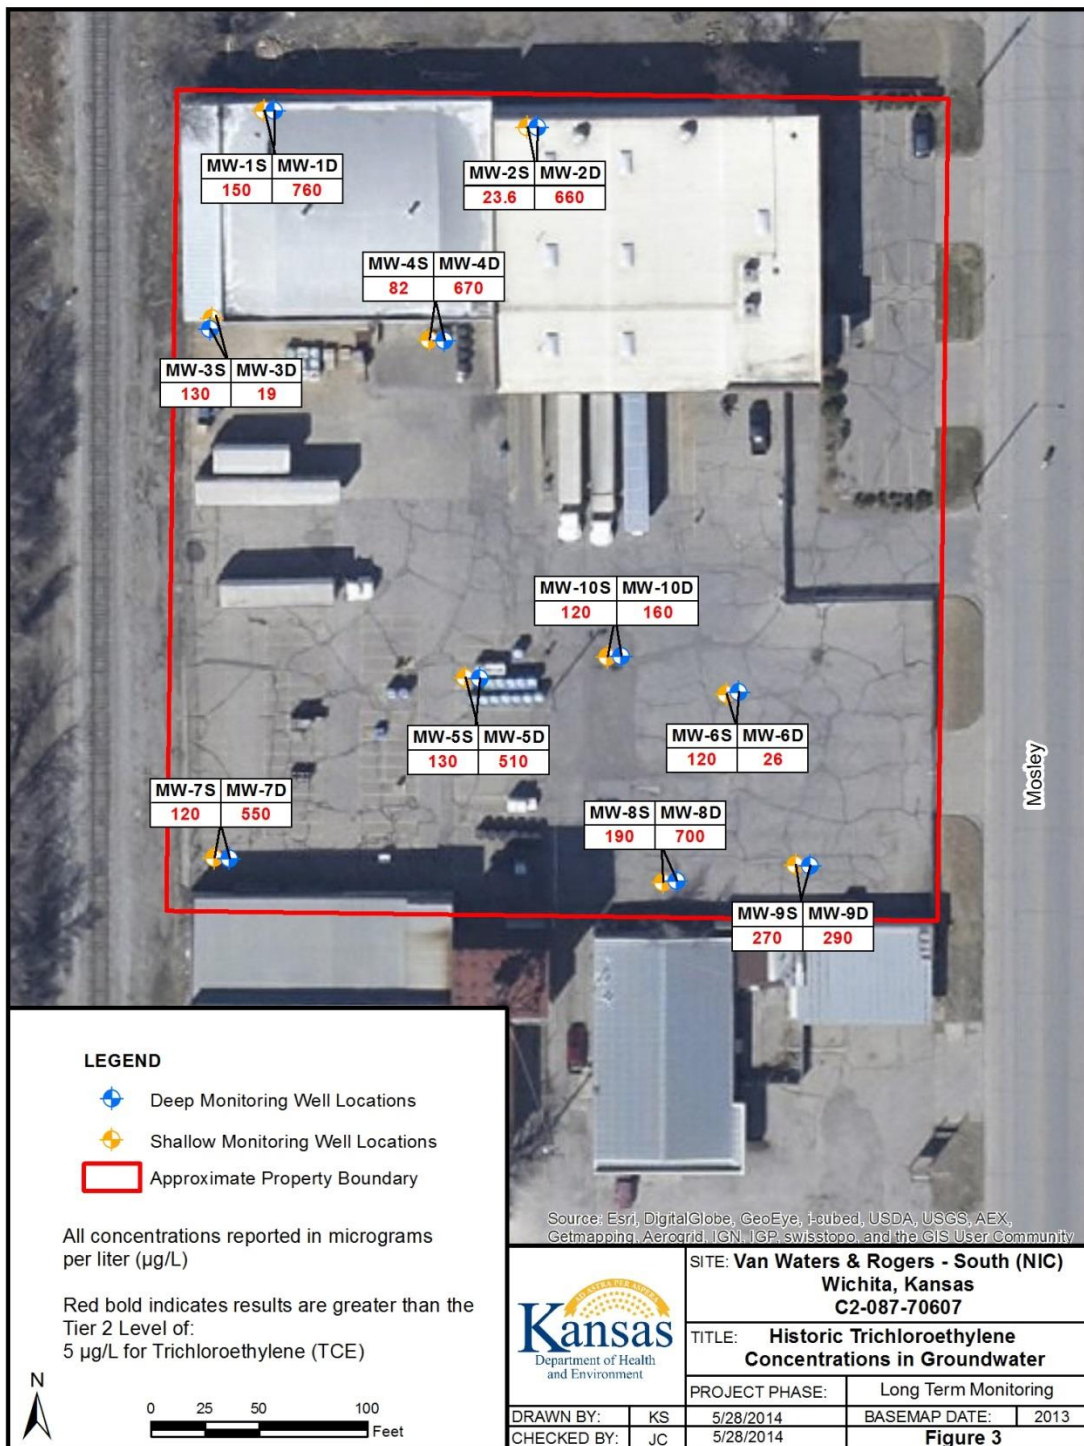 MW-1S MW-1D
150 760
MW-2S MW-2D
23.6 660
MW-4S MW-4D
82 670
MW-3S MW-3D
130 19
MW-10S MW-10D
120 160
MW-5S MW-5D
130 510
MW-6S MW-6D
120 26
MW-7S MW-7D
120 550
MW-8S MW-8D
190 700
MW-9S MW-9D
270 290
Mosley
LEGEND
Deep Monitoring Well Locations
Shallow Monitoring Well Locations
Approximate Property Boundary
All concentrations reported in micrograms
per liter (µg/L)
Red bold indicates results are greater than the
Tier 2 Level of:
5 µg/L for Trichloroethylene (TCE)
N
0 25 50 100
Feet
Source: Esri, DigitalGlobe, GeoEye, i-cubed, USDA, USGS, AEX,
Getmapping, Aerogrid, IGN, IGP, swisstopo, and the GIS User Community
AD ASTRA PER ASPERA
Kansas
Department of Health
and Environment
SITE: Van Waters & Rogers - South (NIC)
Wichita, Kansas
C2-087-70607
TITLE: Historic Trichloroethylene
Concentrations in Groundwater
PROJECT PHASE: Long Term Monitoring
DRAWN BY: KS 5/28/2014 BASEMAP DATE: 2013
CHECKED BY: JC 5/28/2014 Figure 3